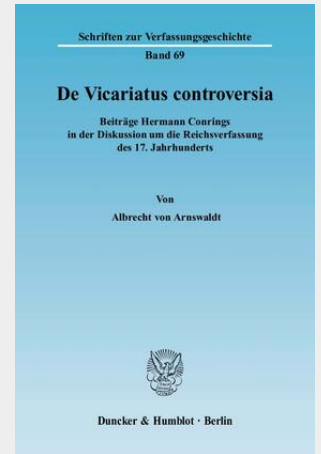 Schriften zur Verfassungsgeschichte
Band 69
De Vicariatus controversia
Beiträge Hermann Conrings
in der Diskussion um die Reichsverfassung
des 17. Jahrhunderts
Von
Albrecht von Arnswaldt
Duncker & Humblot · Berlin